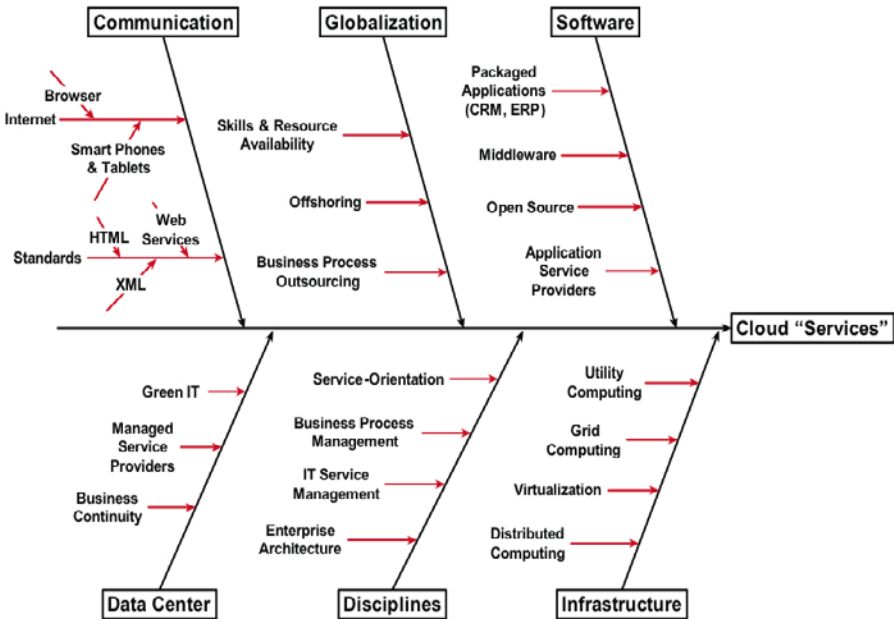 Communication
Globalization
Software
Browser
Internet
Smart Phones
& Tablets
HTML
Web
Services
Standards
XML
Skills & Resource
Availability
Offshoring
Business Process
Outsourcing
Packaged
Applications
(CRM, ERP)
Middleware
Open Source
Application
Service
Providers
Cloud “Services”
Green IT
Managed
Service
Providers
Business
Continuity
Service-Orientation
Business Process
Management
IT Service
Management
Enterprise
Architecture
Utility
Computing
Grid
Computing
Virtualization
Distributed
Computing
Data Center
Disciplines
Infrastructure